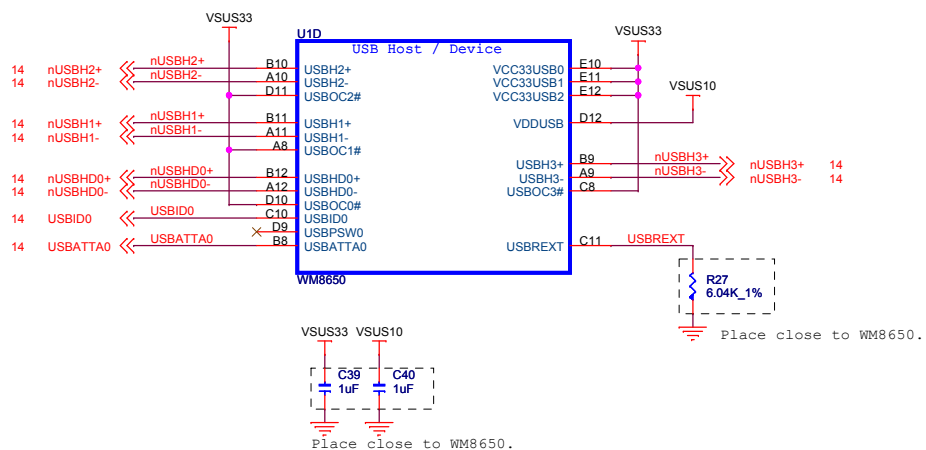 VSUS33
U1D
USB Host / Device
VSUS33
14 nUSBH2+ nUSBH2+ B10 USBH2+ VCC33USB0 E10
14 nUSBH2- nUSBH2- A10 USBH2- VCC33USB1 E11
D11 USBOC2# VCC33USB2 E12
VSUS10
14 nUSBH1+ nUSBH1+ B11 USBH1+ VDDUSB D12
14 nUSBH1- nUSBH1- A11 USBH1-
A8 USBOC1#
USBH3+ B9 nUSBH3+ nUSBH3+ 14
14 nUSBHD0+ nUSBHD0+ B12 USBHD0+ USBH3- A9 nUSBH3- nUSBH3- 14
14 nUSBHD0- nUSBHD0- A12 USBHD0- USBOC3# C8
D10 USBOC0#
14 USBID0 USBID0 C10 USBID0
D9 USBPSW0
14 USBATTA0 USBATTA0 B8 USBATTA0 USBREXT C11 USBREXT
WM8650
R27
6.04K_1%
Place close to WM8650.
VSUS33 VSUS10
C39 C40
1uF 1uF
Place close to WM8650.